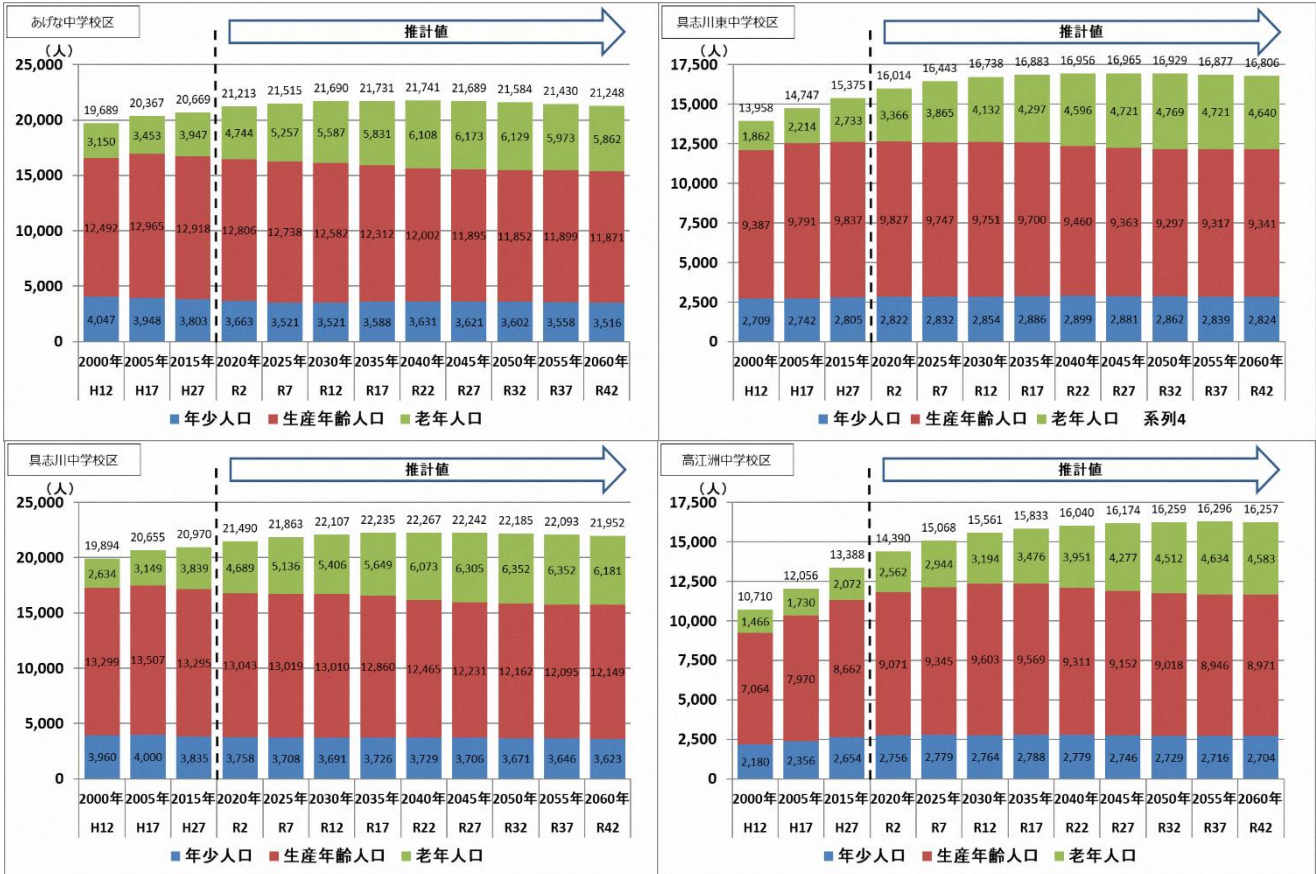 あげな中学校区
推計値
（人）
25,000
20,000
15,000
10,000
5,000
0
19,689 20,367 20,669 21,213 21,515 21,690 21,731 21,741 21,689 21,584 21,430 21,248
3,150 3,453 3,947 4,744 5,257 5,587 5,831 6,108 6,173 6,129 5,973 5,862
12,492 12,965 12,918 12,806 12,738 12,582 12,312 12,002 11,895 11,852 11,899 11,871
4,047 3,948 3,803 3,663 3,521 3,521 3,588 3,631 3,621 3,602 3,558 3,516
2000年 2005年 2015年 2020年 2025年 2030年 2035年 2040年 2045年 2050年 2055年 2060年
H12 H17 H27 R2 R7 R12 R17 R22 R27 R32 R37 R42
年少人口 生産年齢人口 老年人口
具志川東中学校区
推計値
（人）
17,500
15,000
12,500
10,000
7,500
5,000
2,500
0
13,958 14,747 15,375 16,014 16,443 16,738 16,883 16,956 16,965 16,929 16,877 16,806
1,862 2,214 2,733 3,366 3,865 4,132 4,297 4,596 4,721 4,769 4,721 4,640
9,387 9,791 9,837 9,827 9,747 9,751 9,700 9,460 9,363 9,297 9,317 9,341
2,709 2,742 2,805 2,822 2,832 2,854 2,886 2,899 2,881 2,862 2,839 2,824
2000年 2005年 2015年 2020年 2025年 2030年 2035年 2040年 2045年 2050年 2055年 2060年
H12 H17 H27 R2 R7 R12 R17 R22 R27 R32 R37 R42
年少人口 生産年齢人口 老年人口 系列4
具志川中学校区
推計値
（人）
25,000
20,000
15,000
10,000
5,000
0
19,894 20,655 20,970 21,490 21,863 22,107 22,235 22,267 22,242 22,185 22,093 21,952
2,634 3,149 3,839 4,689 5,136 5,406 5,649 6,073 6,305 6,352 6,352 6,181
13,299 13,507 13,295 13,043 13,019 13,010 12,860 12,465 12,231 12,162 12,095 12,149
3,960 4,000 3,835 3,758 3,708 3,691 3,726 3,729 3,706 3,671 3,646 3,623
2000年 2005年 2015年 2020年 2025年 2030年 2035年 2040年 2045年 2050年 2055年 2060年
H12 H17 H27 R2 R7 R12 R17 R22 R27 R32 R37 R42
年少人口 生産年齢人口 老年人口
高江洲中学校区
推計値
（人）
17,500
15,000
12,500
10,000
7,500
5,000
2,500
0
10,710 12,056 13,388 14,390 15,068 15,561 15,833 16,040 16,174 16,259 16,296 16,257
1,466 1,730 2,072 2,562 2,944 3,194 3,476 3,951 4,277 4,512 4,634 4,583
7,064 7,970 8,662 9,071 9,345 9,603 9,569 9,311 9,152 9,018 8,946 8,971
2,180 2,356 2,654 2,756 2,779 2,764 2,788 2,779 2,746 2,729 2,716 2,704
2000年 2005年 2015年 2020年 2025年 2030年 2035年 2040年 2045年 2050年 2055年 2060年
H12 H17 H27 R2 R7 R12 R17 R22 R27 R32 R37 R42
年少人口 生産年齢人口 老年人口